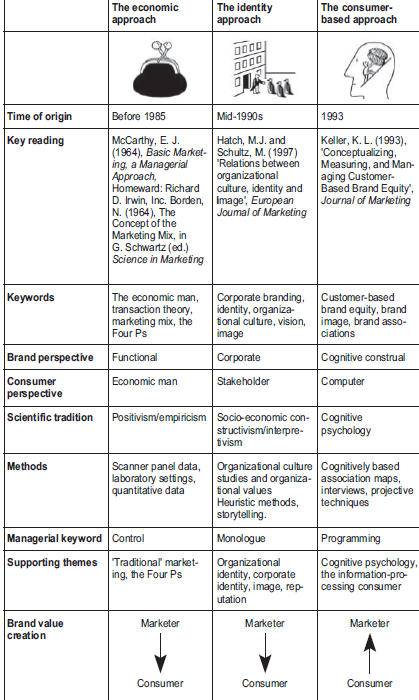 The economic approach
The identity approach
The consumer-based approach
Time of origin
Before 1985
Mid-1990s
1993
Key reading
McCarthy, E. J.
(1964), Basic Market-
ing, a Managerial
Approach,
Homeward: Richard
D. Irwin, Inc. Borden,
N. (1964), The
Concept of the
Marketing Mix, in
G. Schwartz (ed.)
Science in Marketing
Hatch, M.J. and
Schultz, M. (1997)
'Relations between
organizational
culture, identity and
Image', European
Journal of Marketing
Keller, K. L. (1993),
'Conceptualizing,
Measuring, and Man-
aging Customer-
Based Brand Equity',
Journal of Marketing
Keywords
The economic man,
transaction theory,
marketing mix, the
Four Ps
Corporate branding,
identity, organiza-
tional culture, vision,
image
Customer-based
brand equity, brand
image, brand asso-
ciations
Brand perspective
Functional
Corporate
Cognitive construal
Consumer
perspective
Economic man
Stakeholder
Computer
Scientific tradition
Positivism/empiricism
Socio-economic con-
structivism/interpre-
tivism
Cognitive
psychology
Methods
Scanner panel data,
laboratory settings,
quantitative data
Organizational culture
studies and organiza-
tional values
Heuristic methods,
storytelling.
Cognitively based
association maps,
interviews, projective
techniques
Managerial keyword
Control
Monologue
Programming
Supporting themes
'Traditional' market-
ing, the Four Ps
Organizational
identity, corporate
identity, image, rep-
utation
Cognitive psychology,
the information-pro-
cessing consumer
Brand value
creation
Marketer
Consumer
Marketer
Consumer
Marketer
Consumer